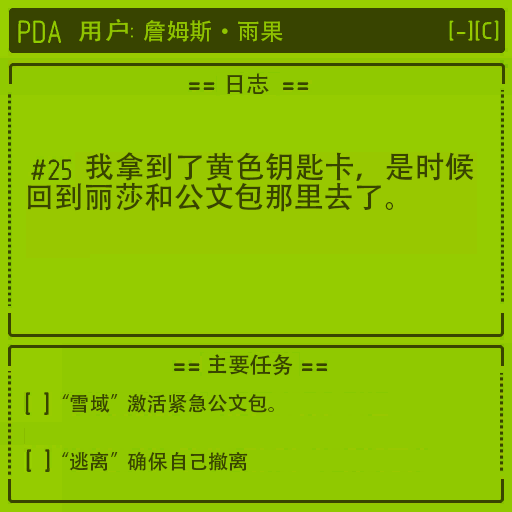 PDA 用户: 詹姆斯·雨果 [-][C]
== 日志 ==
#25 我拿到了黄色钥匙卡，是时候
回到丽莎和公文包那里去了。
== 主要任务 ==
[ ] “雪域” 激活紧急公文包。
[ ] “逃离” 确保自己撤离